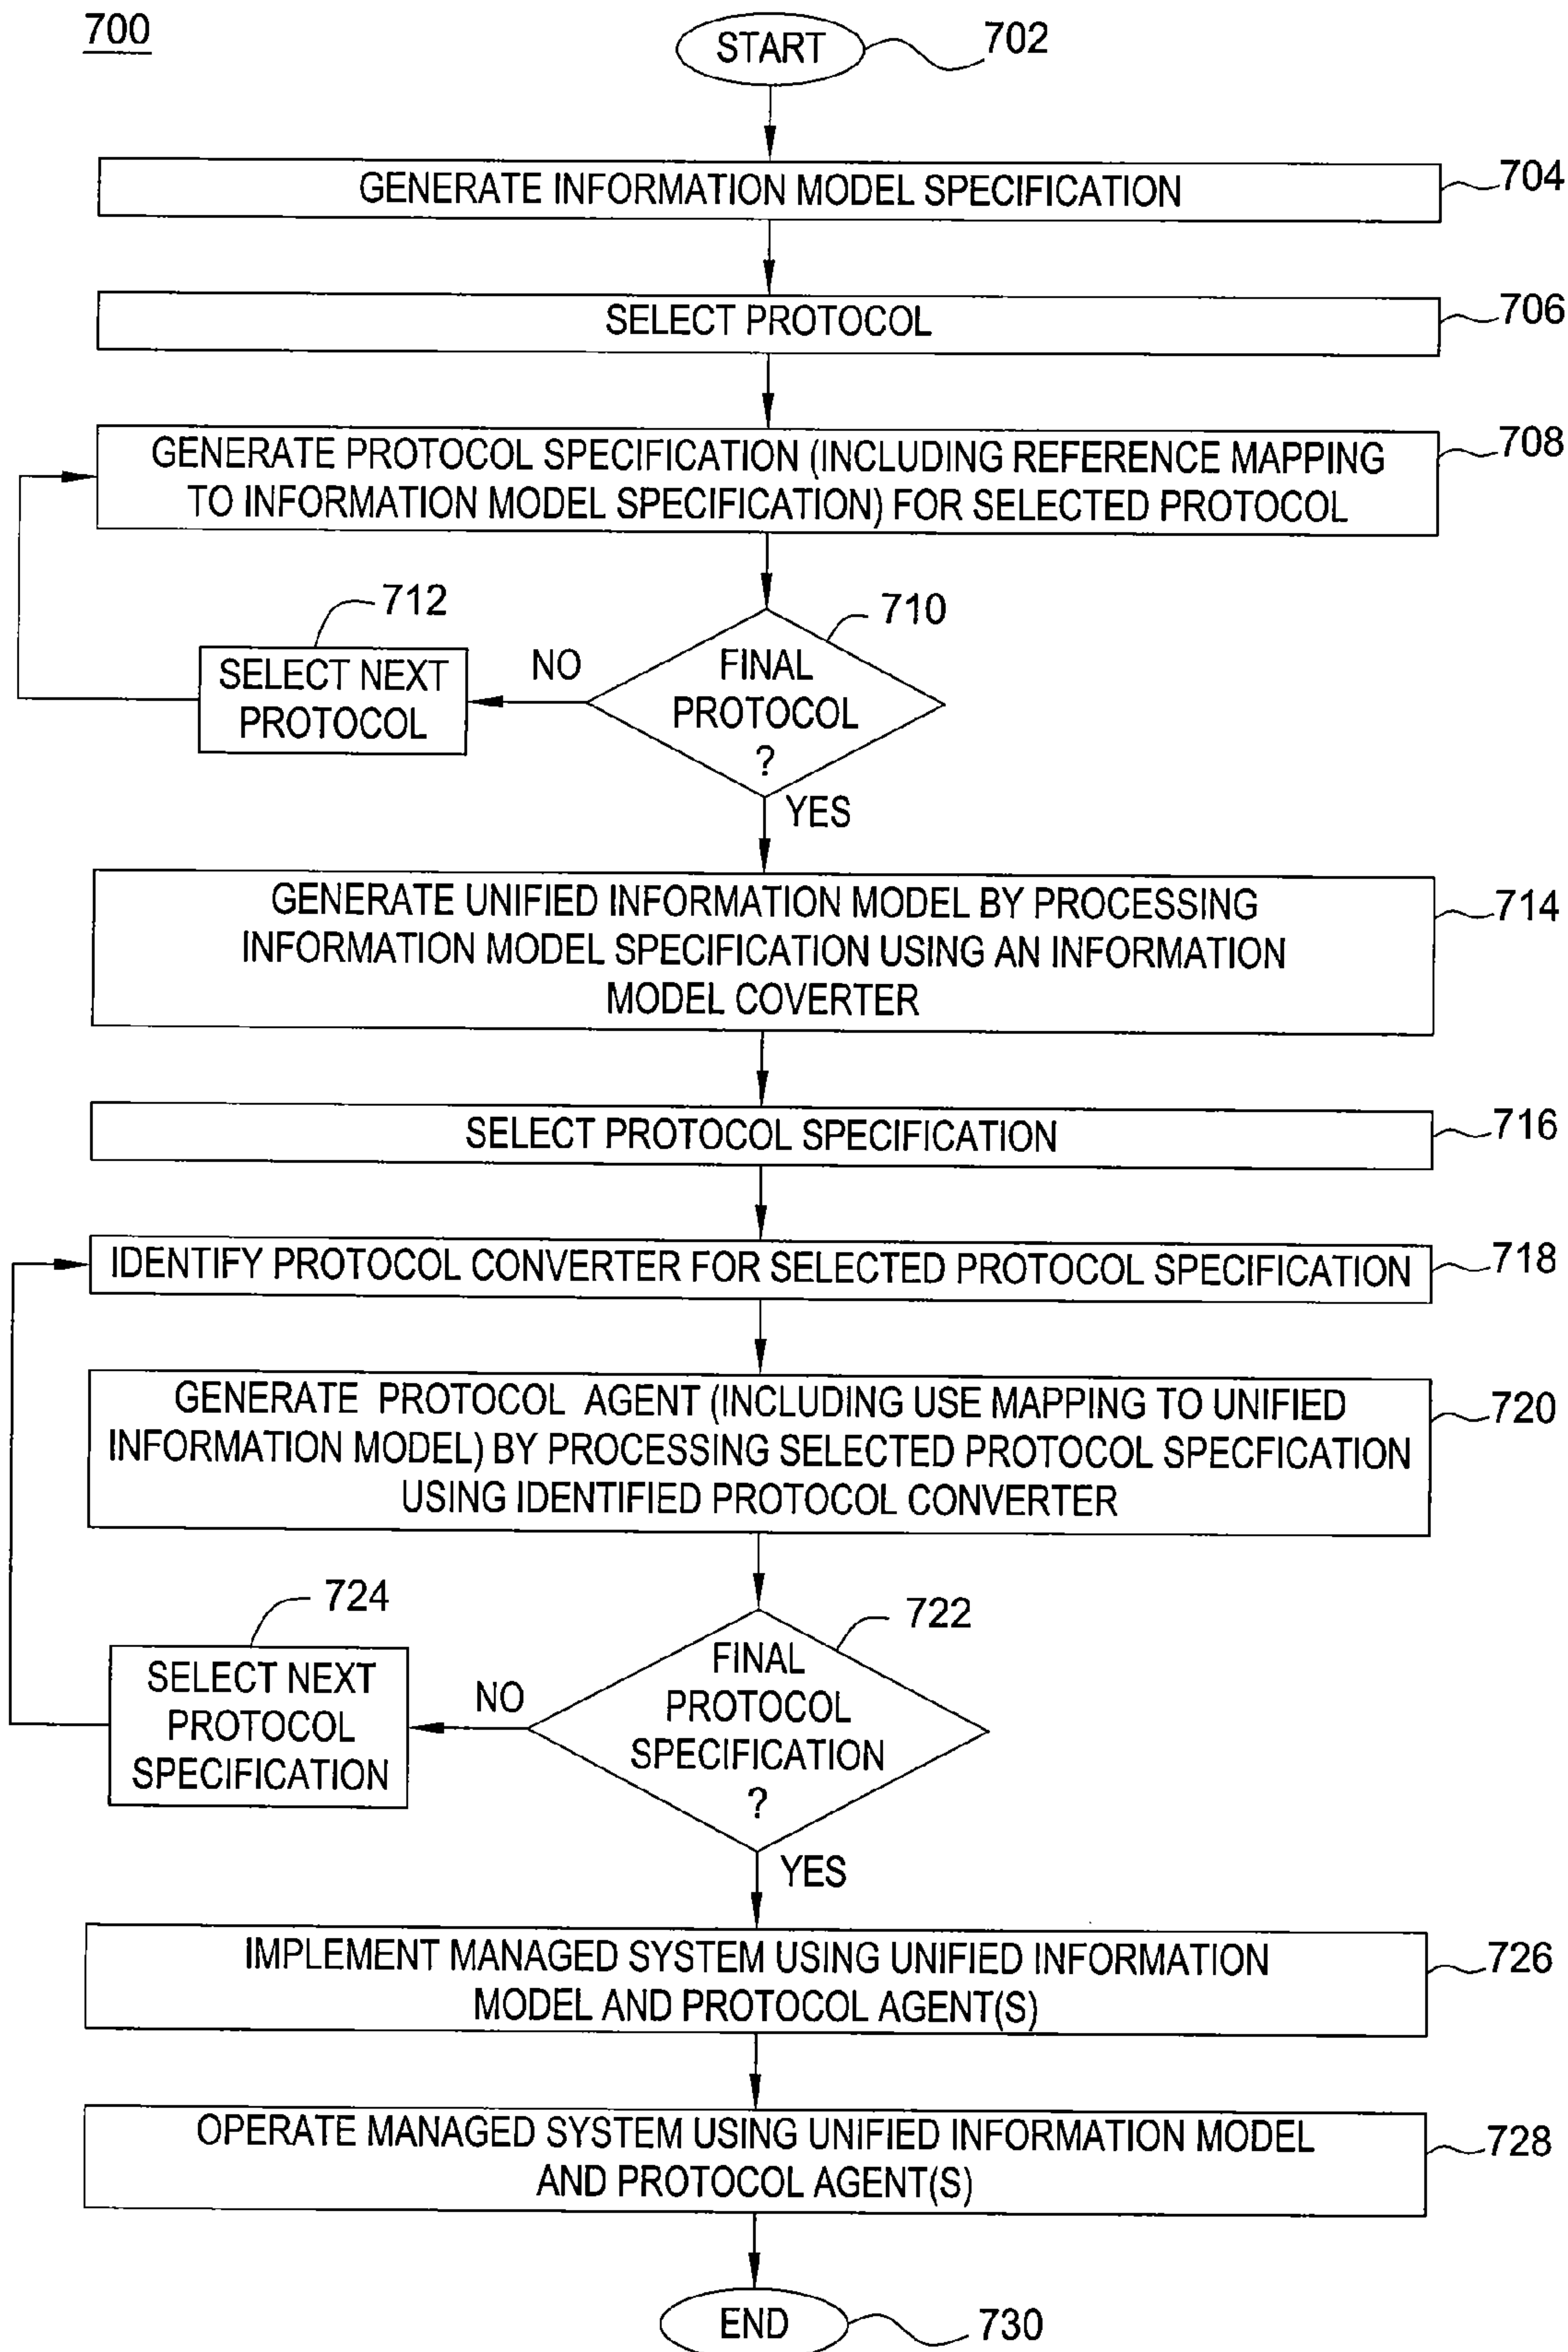 700
START
702
GENERATE INFORMATION MODEL SPECIFICATION
704
SELECT PROTOCOL
706
GENERATE PROTOCOL SPECIFICATION (INCLUDING REFERENCE MAPPING
TO INFORMATION MODEL SPECIFICATION) FOR SELECTED PROTOCOL
708
712
710
SELECT NEXT
PROTOCOL
NO
FINAL
PROTOCOL
?
YES
GENERATE UNIFIED INFORMATION MODEL BY PROCESSING
INFORMATION MODEL SPECIFICATION USING AN INFORMATION
MODEL COVERTER
714
SELECT PROTOCOL SPECIFICATION
716
IDENTIFY PROTOCOL CONVERTER FOR SELECTED PROTOCOL SPECIFICATION
718
GENERATE PROTOCOL AGENT (INCLUDING USE MAPPING TO UNIFIED
INFORMATION MODEL) BY PROCESSING SELECTED PROTOCOL SPECFICATION
USING IDENTIFIED PROTOCOL CONVERTER
720
724
722
SELECT NEXT
PROTOCOL
SPECIFICATION
NO
FINAL
PROTOCOL
SPECIFICATION
?
YES
IMPLEMENT MANAGED SYSTEM USING UNIFIED INFORMATION
MODEL AND PROTOCOL AGENT(S)
726
OPERATE MANAGED SYSTEM USING UNIFIED INFORMATION MODEL
AND PROTOCOL AGENT(S)
728
END
730